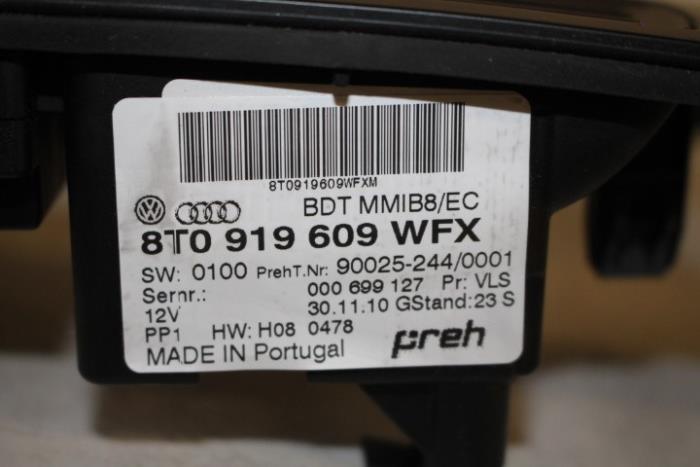 8T0919609WFXM
BDT MMIB8/EC
8T0 919 609 WFX
SW: 0100 PrehT.Nr: 90025-244/0001
Sernr.: 000 699 127 Pr: VLS
12V 30.11.10 GStand: 23 S
PP1 HW: H08 0478
MADE IN Portugal preh